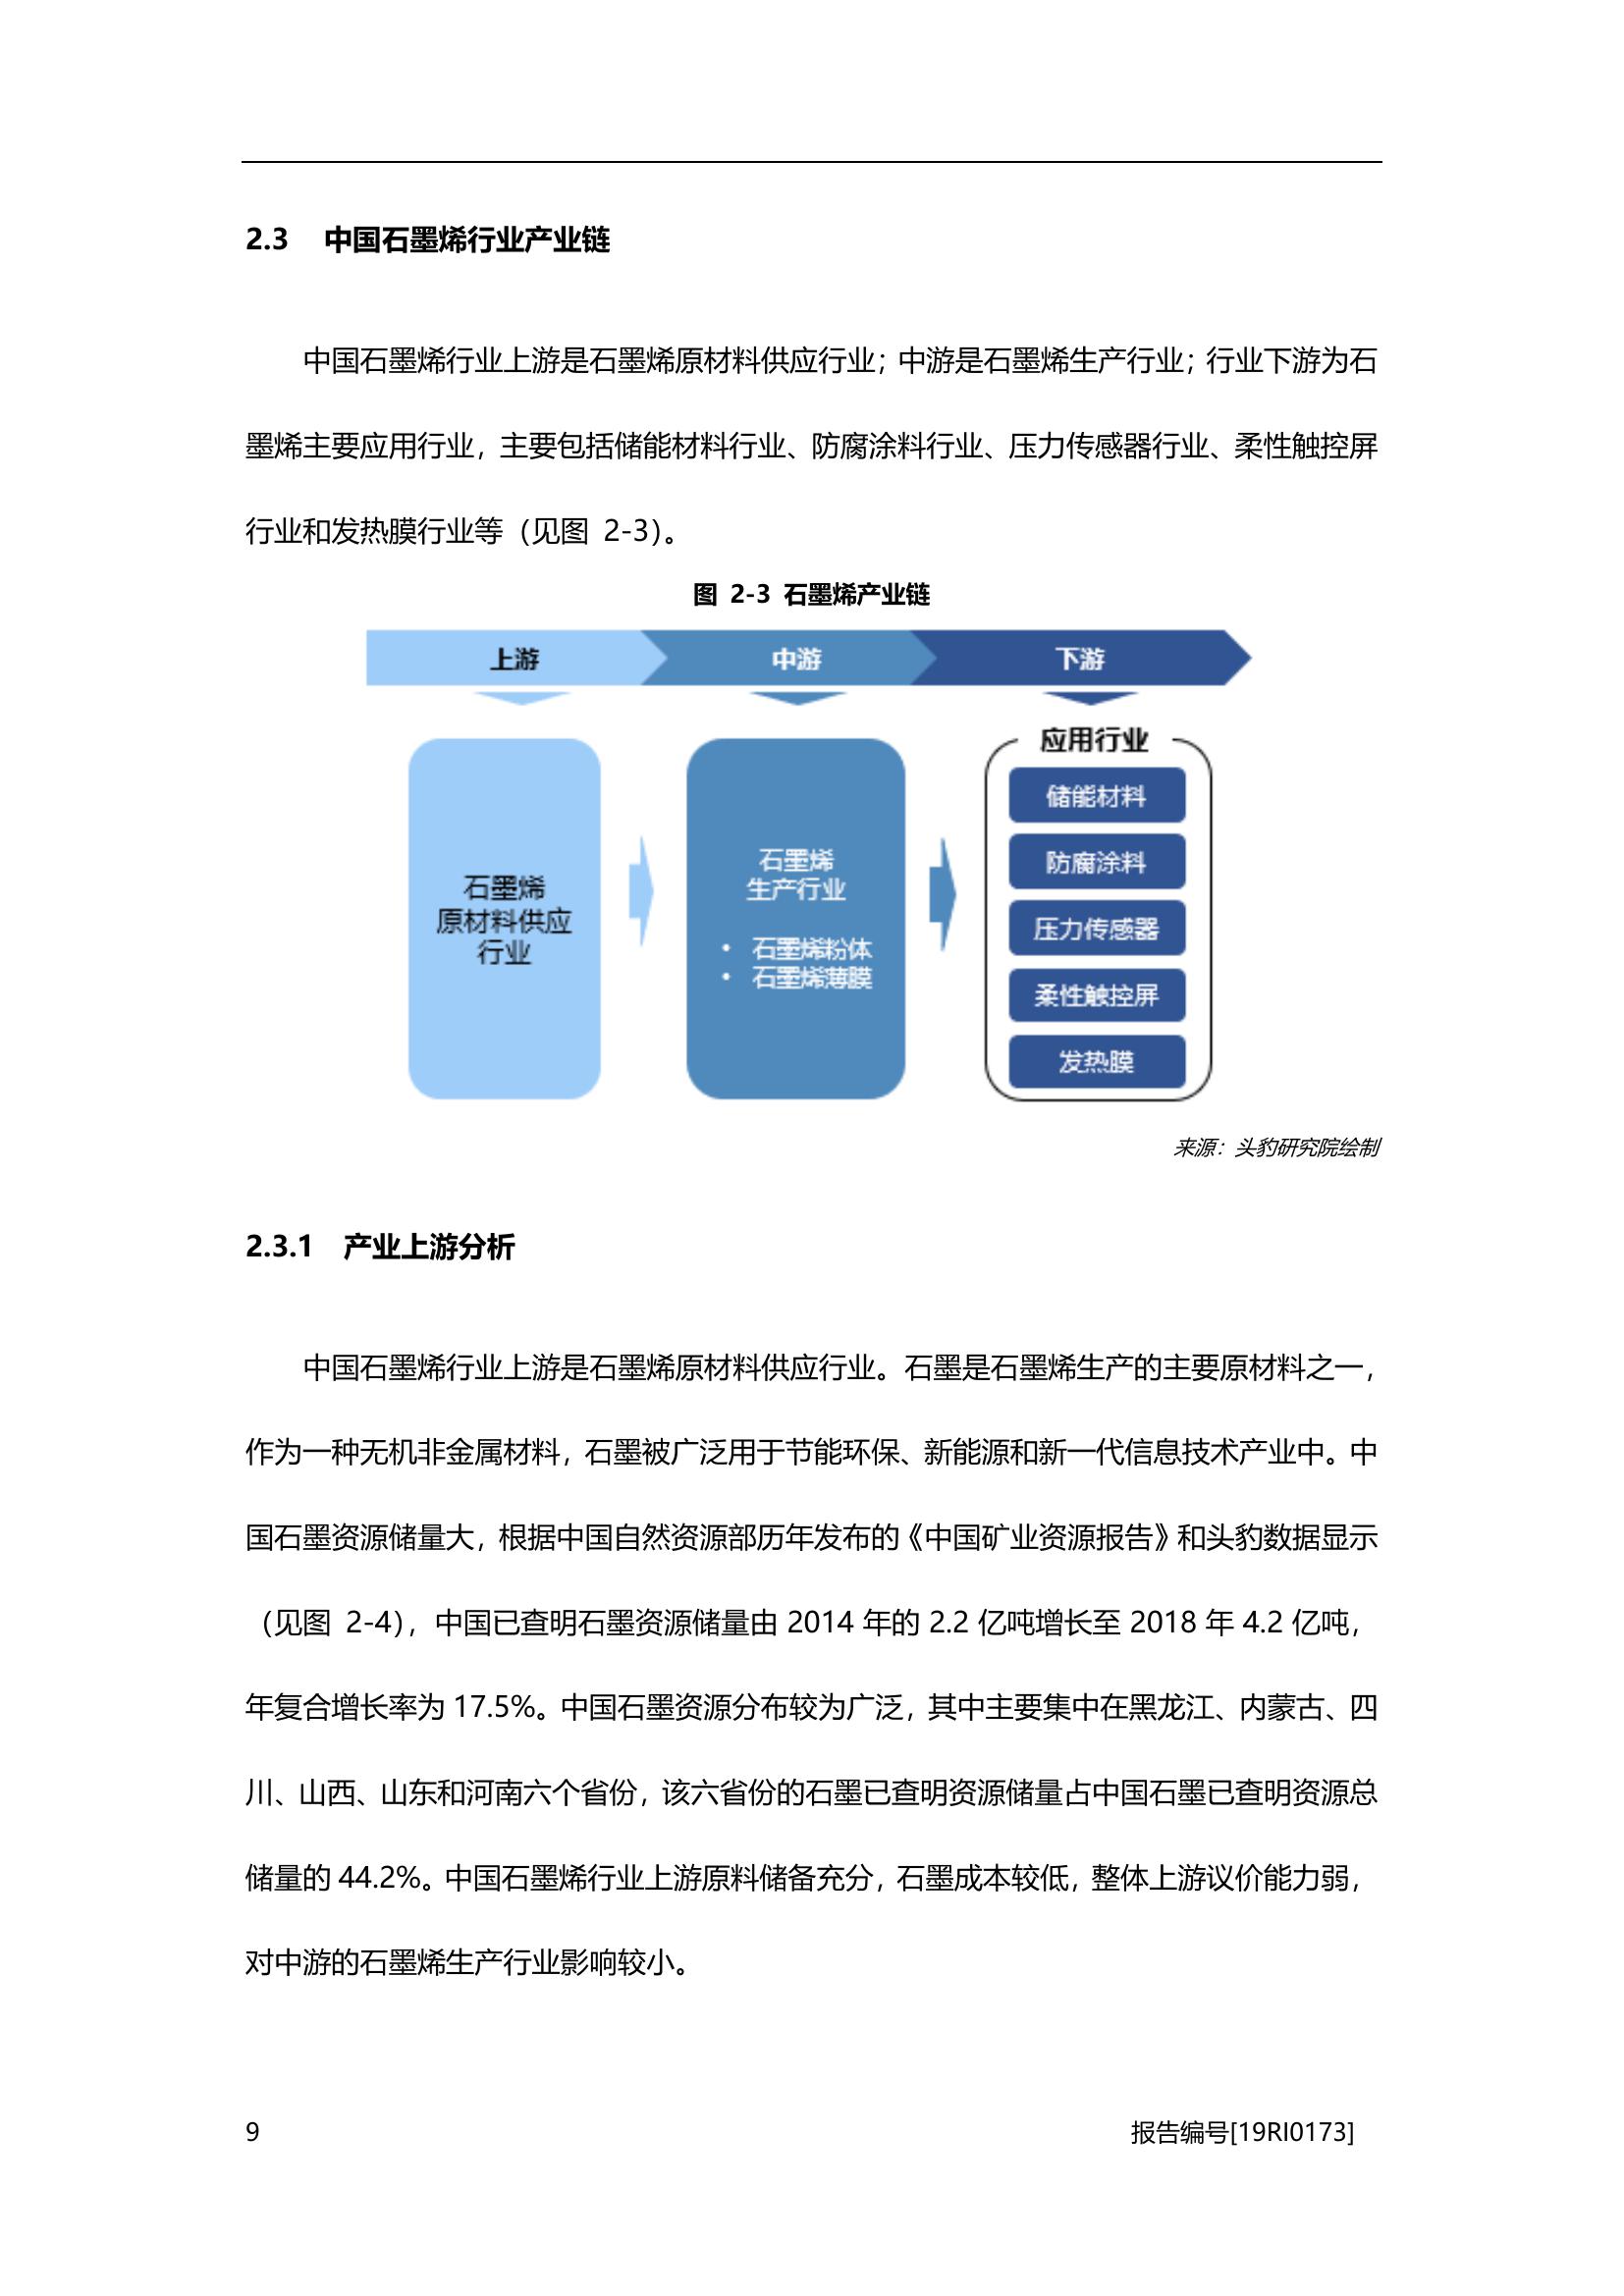 2.3 中国石墨烯行业产业链
中国石墨烯行业上游是石墨烯原材料供应行业；中游是石墨烯生产行业；行业下游为石
墨烯主要应用行业，主要包括储能材料行业、防腐涂料行业、压力传感器行业、柔性触控屏
行业和发热膜行业等（见图 2-3）。
图 2-3 石墨烯产业链
上游
中游
下游
石墨烯
原材料供应
行业
石墨烯
生产行业
• 石墨烯粉体
• 石墨烯薄膜
应用行业
储能材料
防腐涂料
压力传感器
柔性触控屏
发热膜
来源：头豹研究院绘制
2.3.1 产业上游分析
中国石墨烯行业上游是石墨烯原材料供应行业。石墨是石墨烯生产的主要原材料之一，
作为一种无机非金属材料，石墨被广泛用于节能环保、新能源和新一代信息技术产业中。中
国石墨资源储量大，根据中国自然资源部历年发布的《中国矿业资源报告》和头豹数据显示
（见图 2-4），中国已查明石墨资源储量由 2014 年的 2.2 亿吨增长至 2018 年 4.2 亿吨，
年复合增长率为 17.5%。中国石墨资源分布较为广泛，其中主要集中在黑龙江、内蒙古、四
川、山西、山东和河南六个省份，该六省份的石墨已查明资源储量占中国石墨已查明资源总
储量的 44.2%。中国石墨烯行业上游原料储备充分，石墨成本较低，整体上游议价能力弱，
对中游的石墨烯生产行业影响较小。
9
报告编号[19RI0173]